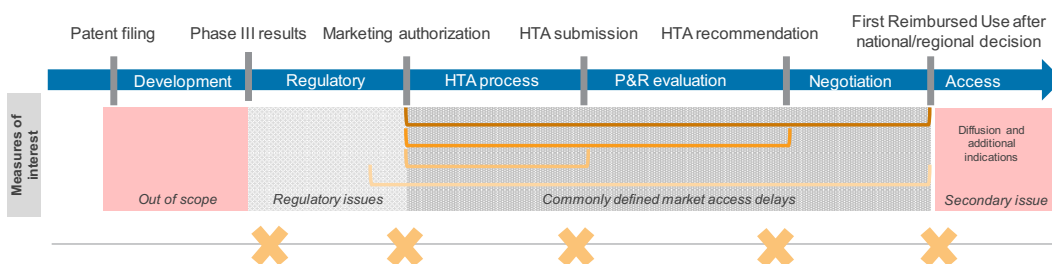 First Reimbursed Use after
Patent filing Phase III results Marketing authorization HTA submission HTA recommendation national/regional decision
Development Regulatory HTA process P&R evaluation Negotiation Access
Measures of
interest
Diffusion and
additional
indications
Out of scope Regulatory issues Commonly defined market access delays Secondary issue